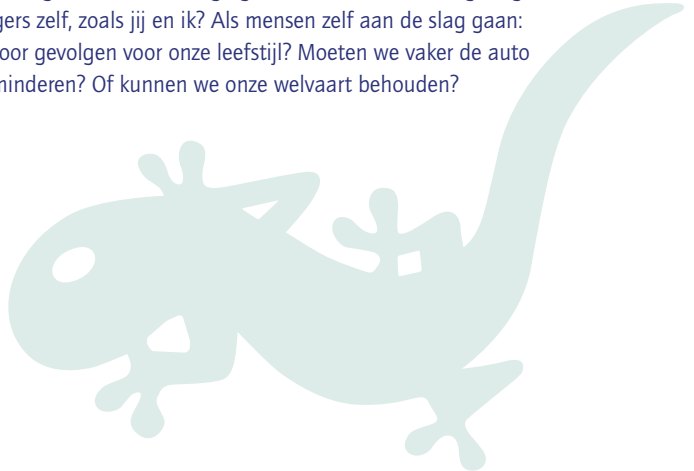 gers zelf, zoals jij en ik? Als mensen zelf aan de slag gaan:
oor gevolgen voor onze leefstijl? Moeten we vaker de auto
minderen? Of kunnen we onze welvaart behouden?